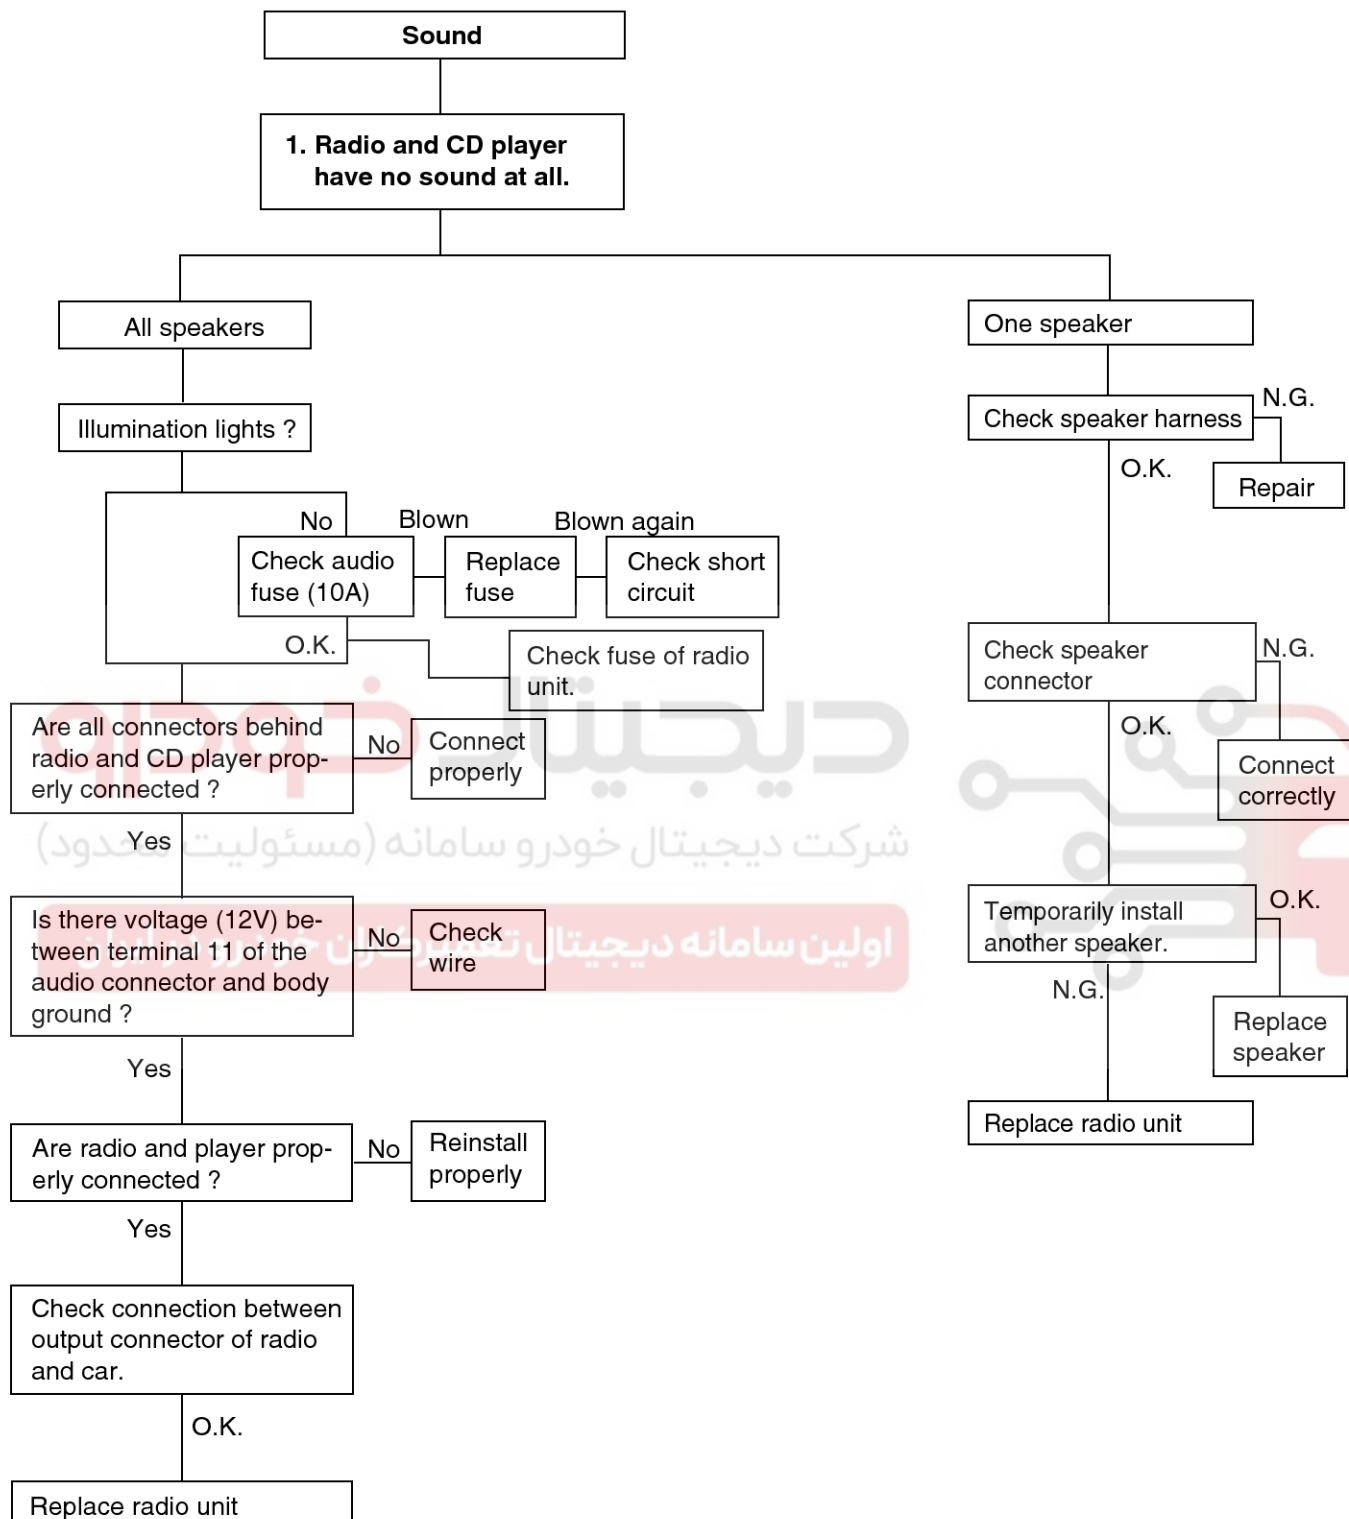 Sound
1. Radio and CD player
have no sound at all.
All speakers
Illumination lights ?
No
Blown
Blown again
Check audio
fuse (10A)
Replace
fuse
Check short
circuit
O.K.
Check fuse of radio
unit.
Are all connectors behind
radio and CD player prop-
erly connected ?
No
Connect
properly
Yes
Is there voltage (12V) be-
tween terminal 11 of the
audio connector and body
ground ?
No
Check
wire
Yes
Are radio and player prop-
erly connected ?
No
Reinstall
properly
Yes
Check connection between
output connector of radio
and car.
O.K.
Replace radio unit
One speaker
Check speaker harness
N.G.
Repair
O.K.
Check speaker
connector
N.G.
Connect
correctly
O.K.
Temporarily install
another speaker.
O.K.
Replace
speaker
N.G.
Replace radio unit
دیجیتال خودرو
شرکت دیجیتال خودرو سامانه (مسئولیت محدود)
اولین سامانه دیجیتال تعمیرکاران خودرو در ایران